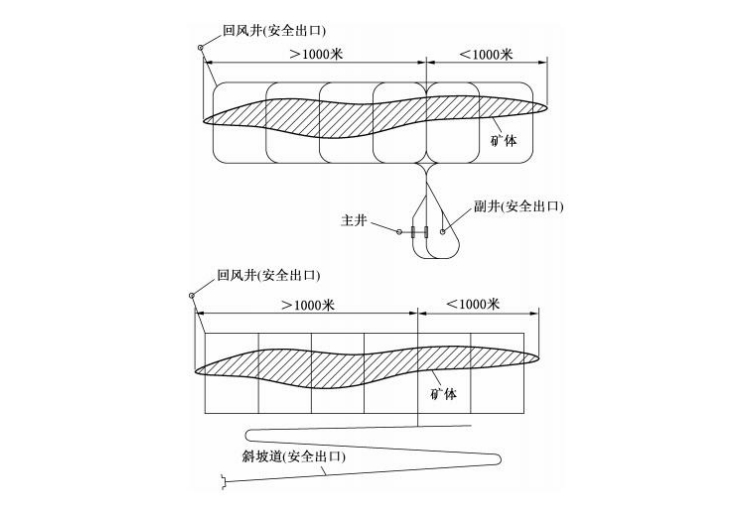 回风井(安全出口)
>1000米
<1000米
矿体
副井(安全出口)
主井
回风井(安全出口)
>1000米
<1000米
矿体
斜坡道(安全出口)